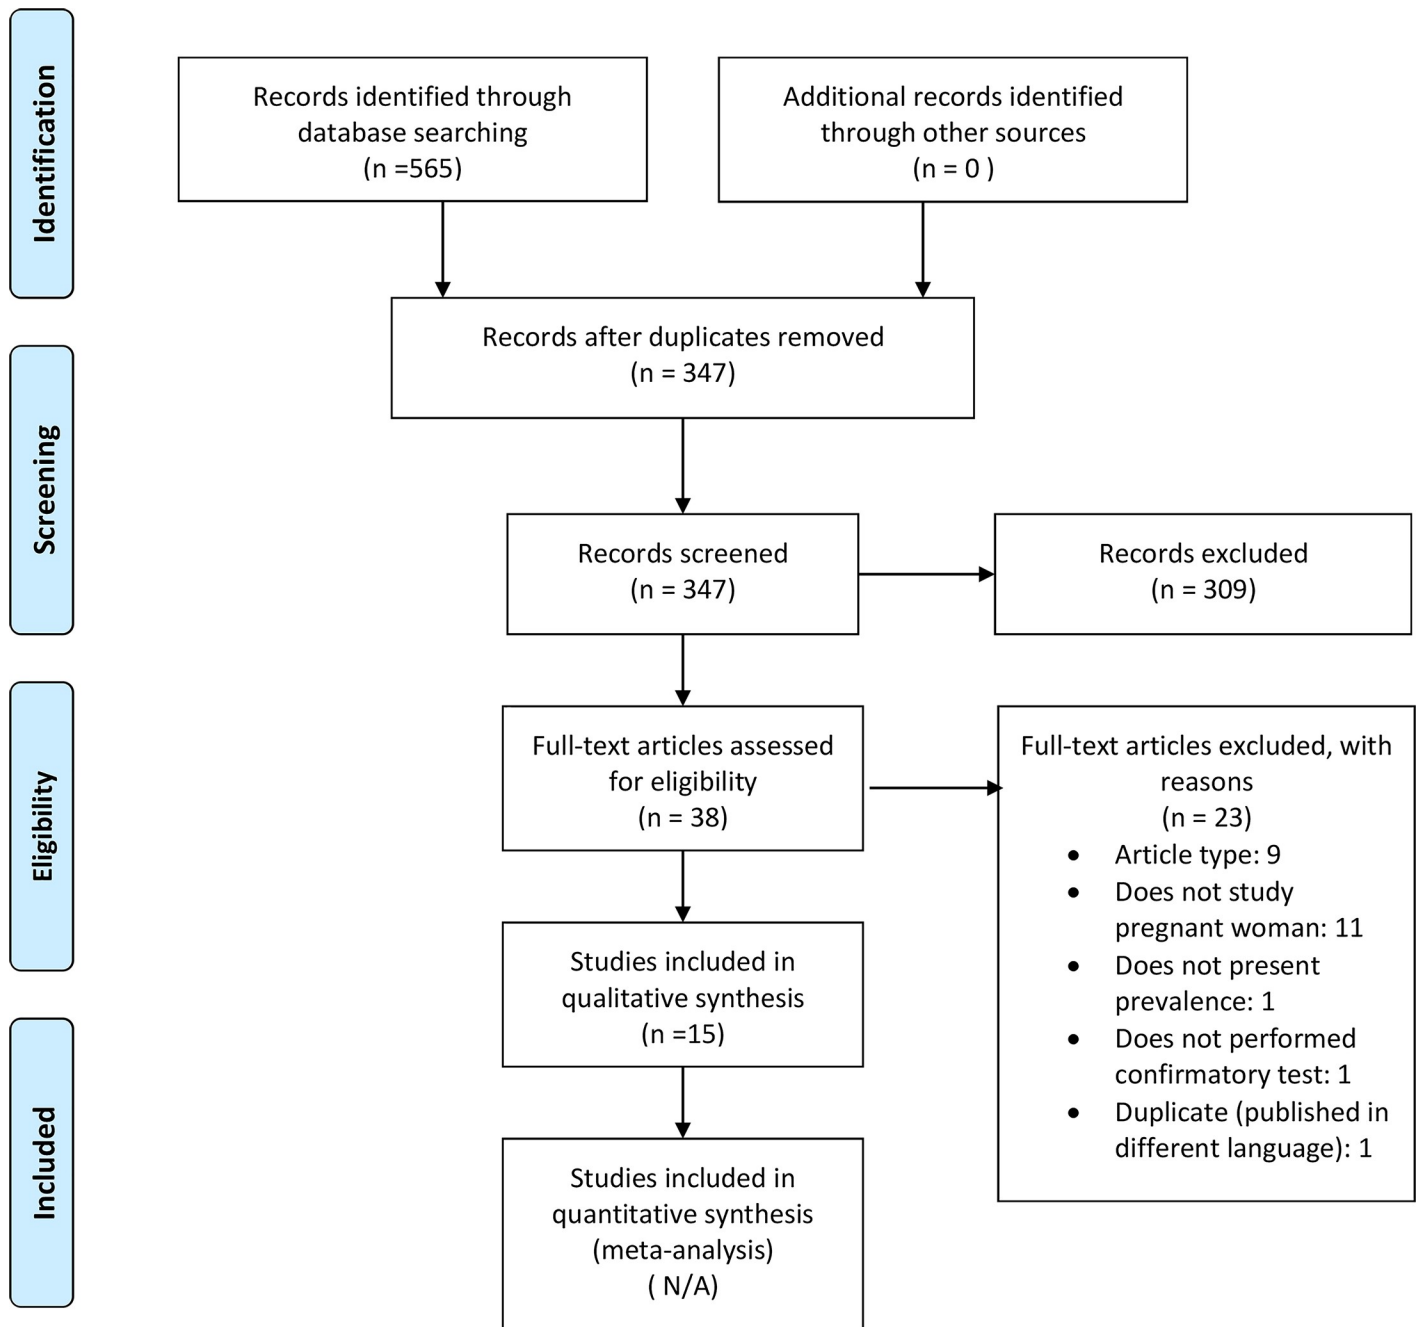 Identification
Records identified through
database searching
(n =565)
Additional records identified
through other sources
(n = 0 )
Records after duplicates removed
(n = 347)
Screening
Records screened
(n = 347)
Records excluded
(n = 309)
Eligibility
Full-text articles assessed
for eligibility
(n = 38)
Full-text articles excluded, with
reasons
(n = 23)
• Article type: 9
• Does not study
pregnant woman: 11
• Does not present
prevalence: 1
• Does not performed
confirmatory test: 1
• Duplicate (published in
different language): 1
Studies included in
qualitative synthesis
(n =15)
Included
Studies included in
quantitative synthesis
(meta-analysis)
( N/A)